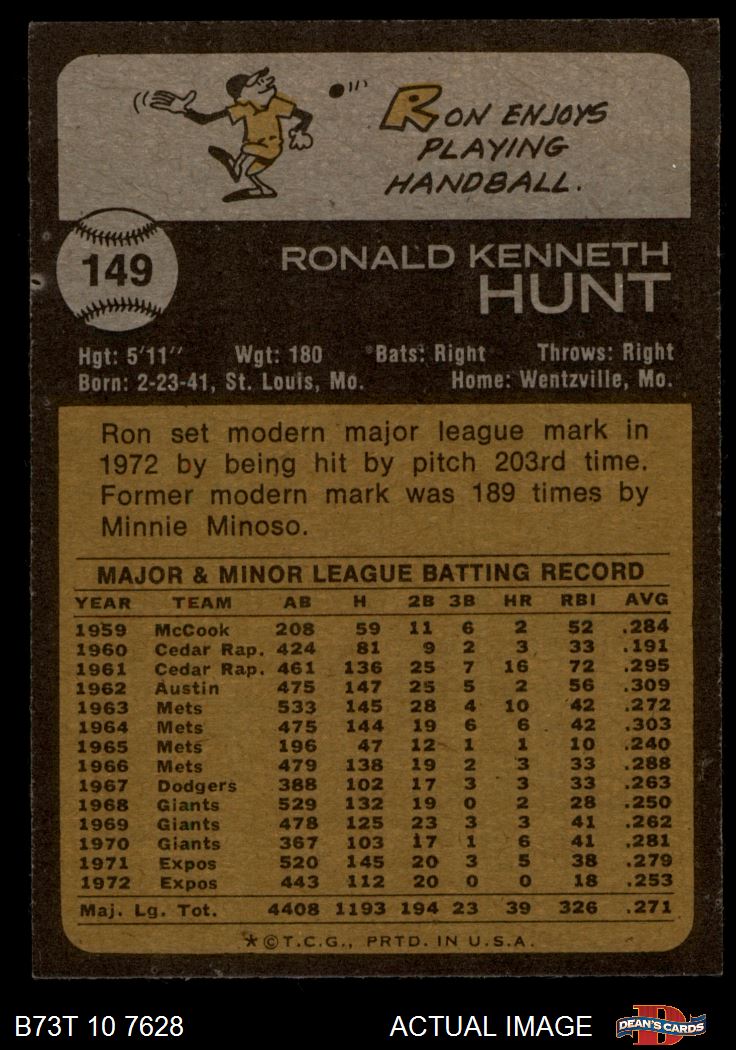 RON ENJOYS
PLAYING
HANDBALL.
149
RONALD KENNETH
HUNT
Hgt: 5'11" Wgt: 180 Bats: Right Throws: Right
Born: 2-23-41, St. Louis, Mo. Home: Wentzville, Mo.
Ron set modern major league mark in
1972 by being hit by pitch 203rd time.
Former modern mark was 189 times by
Minnie Minoso.
MAJOR & MINOR LEAGUE BATTING RECORD
YEAR TEAM AB H 2B 3B HR RBI AVG
1959 McCook 208 59 11 6 2 52 .284
1960 Cedar Rap. 424 81 9 2 3 33 .191
1961 Cedar Rap. 461 136 25 7 16 72 .295
1962 Austin 475 147 25 5 2 56 .309
1963 Mets 533 145 28 4 10 42 .272
1964 Mets 475 144 19 6 6 42 .303
1965 Mets 196 47 12 1 1 10 .240
1966 Mets 479 138 19 2 3 33 .288
1967 Dodgers 388 102 17 3 3 33 .263
1968 Giants 529 132 19 0 2 28 .250
1969 Giants 478 125 23 3 3 41 .262
1970 Giants 367 103 17 1 6 41 .281
1971 Expos 520 145 20 3 5 38 .279
1972 Expos 443 112 20 0 0 18 .253
Maj. Lg. Tot. 4408 1193 194 23 39 326 .271
*©T.C.G., PRTD. IN U.S.A.
B73T 10 7628 ACTUAL IMAGE
D
DEAN'S CARDS